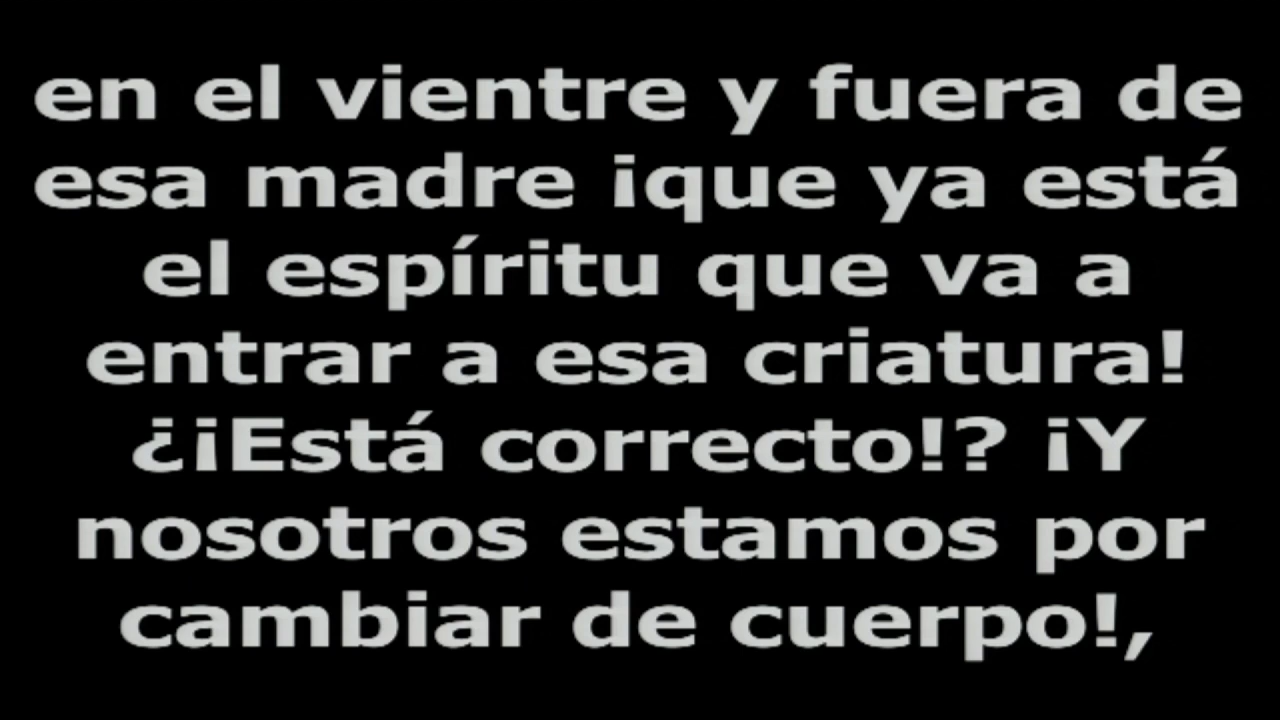 en el vientre y fuera de
esa madre ¡que ya está
el espíritu que va a
entrar a esa criatura!
¿¡Está correcto!? ¡Y
nosotros estamos por
cambiar de cuerpo!,